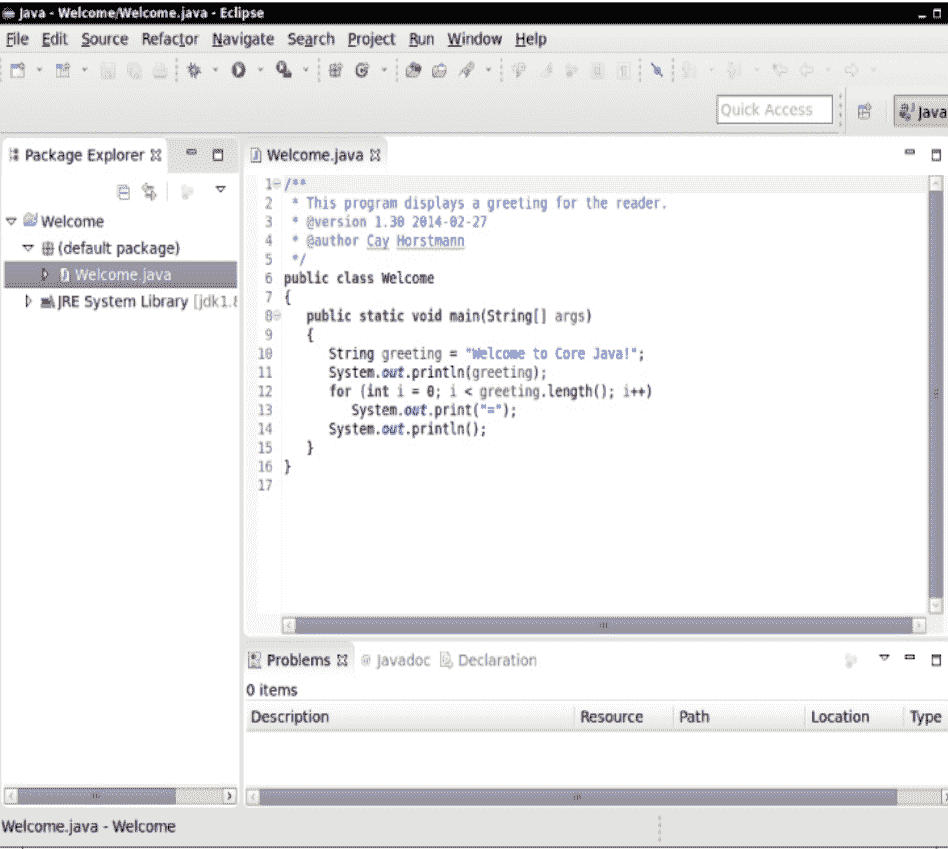 Java - Welcome/Welcome.java - Eclipse
File Edit Source Refactor Navigate Search Project Run Window Help
Quick Access
Java
Package Explorer
Welcome
(default package)
Welcome.java
JRE System Library [jdk1.8
Welcome.java
1 /**
2 * This program displays a greeting for the reader.
3 * @version 1.30 2014-02-27
4 * @author Cay Horstmann
5 */
6 public class Welcome
7 {
8 public static void main(String[] args)
9 {
10 String greeting = "Welcome to Core Java!";
11 System.out.println(greeting);
12 for (int i = 0; i < greeting.length(); i++)
13 System.out.print("=");
14 System.out.println();
15 }
16 }
17
Problems @ Javadoc Declaration
0 items
Description Resource Path Location Type
Welcome.java - Welcome